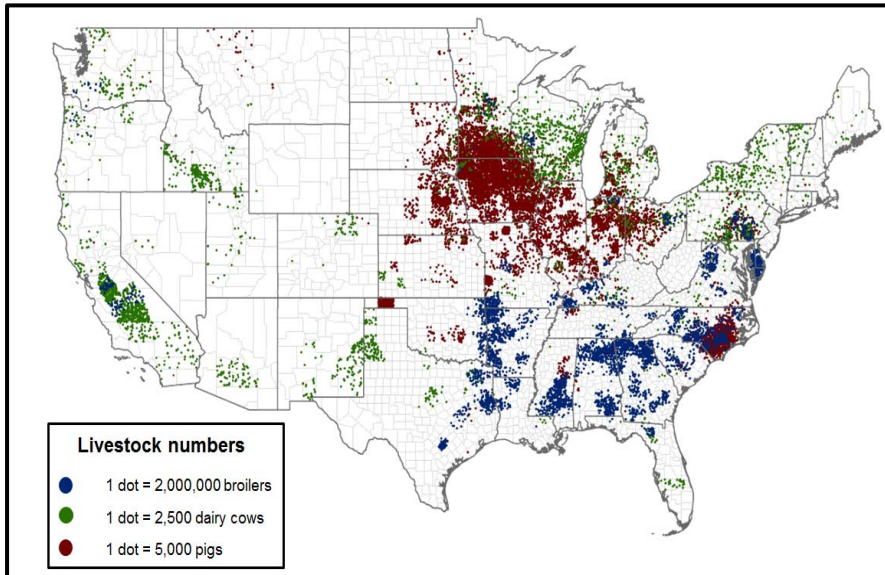 Livestock numbers
1 dot = 2,000,000 broilers
1 dot = 2,500 dairy cows
1 dot = 5,000 pigs